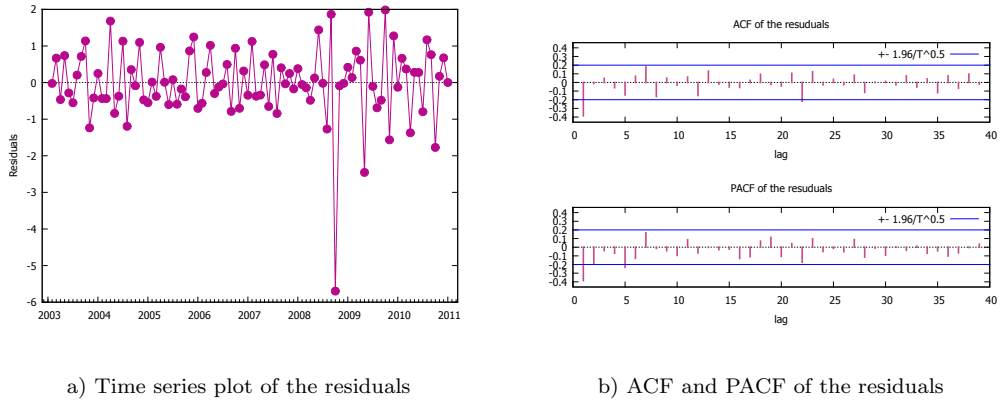 2
1
0
-1
-2
-3
-4
-5
-6
Residuals
2003 2004 2005 2006 2007 2008 2009 2010 2011
a) Time series plot of the residuals
ACF of the resuduals
+- 1.96/T^0.5
0.4
0.3
0.2
0.1
0
-0.1
-0.2
-0.3
-0.4
0 5 10 15 20 25 30 35 40
lag
PACF of the resuduals
+- 1.96/T^0.5
0.4
0.3
0.2
0.1
0
-0.1
-0.2
-0.3
-0.4
0 5 10 15 20 25 30 35 40
lag
b) ACF and PACF of the residuals